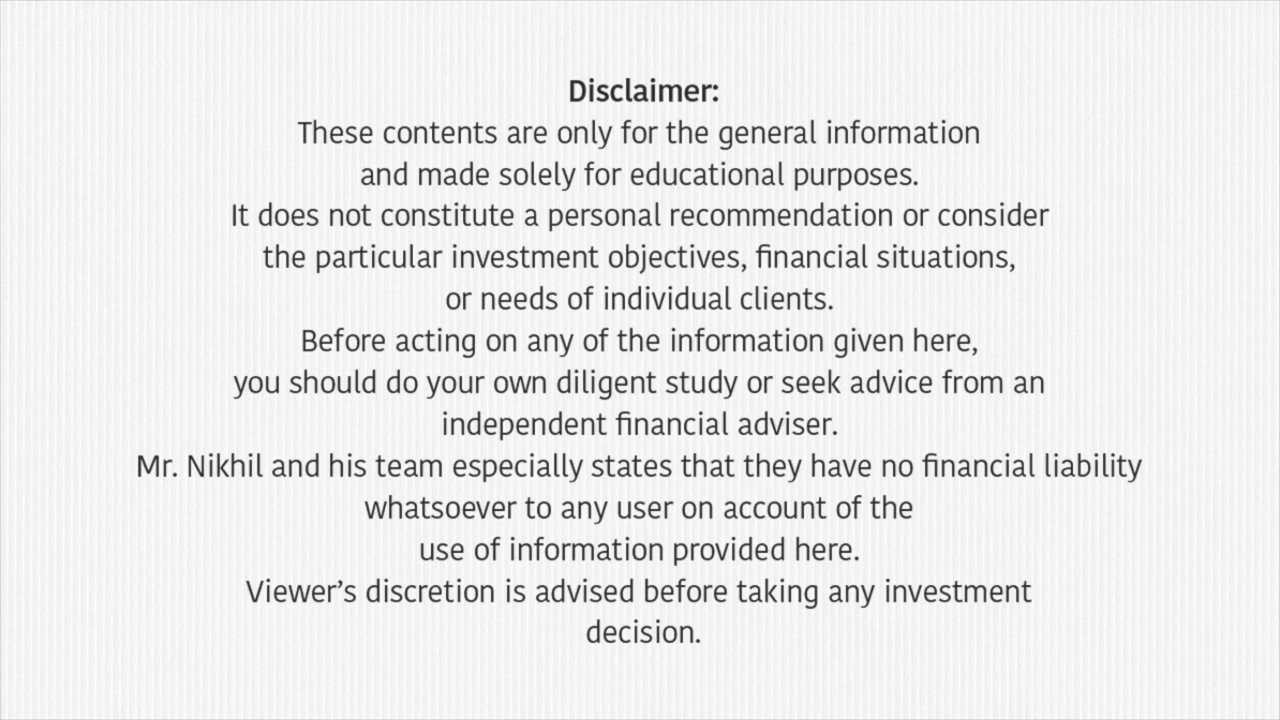 Disclaimer:
These contents are only for the general information
and made solely for educational purposes.
It does not constitute a personal recommendation or consider
the particular investment objectives, financial situations,
or needs of individual clients.
Before acting on any of the information given here,
you should do your own diligent study or seek advice from an
independent financial adviser.
Mr. Nikhil and his team especially states that they have no financial liability
whatsoever to any user on account of the
use of information provided here.
Viewer’s discretion is advised before taking any investment
decision.